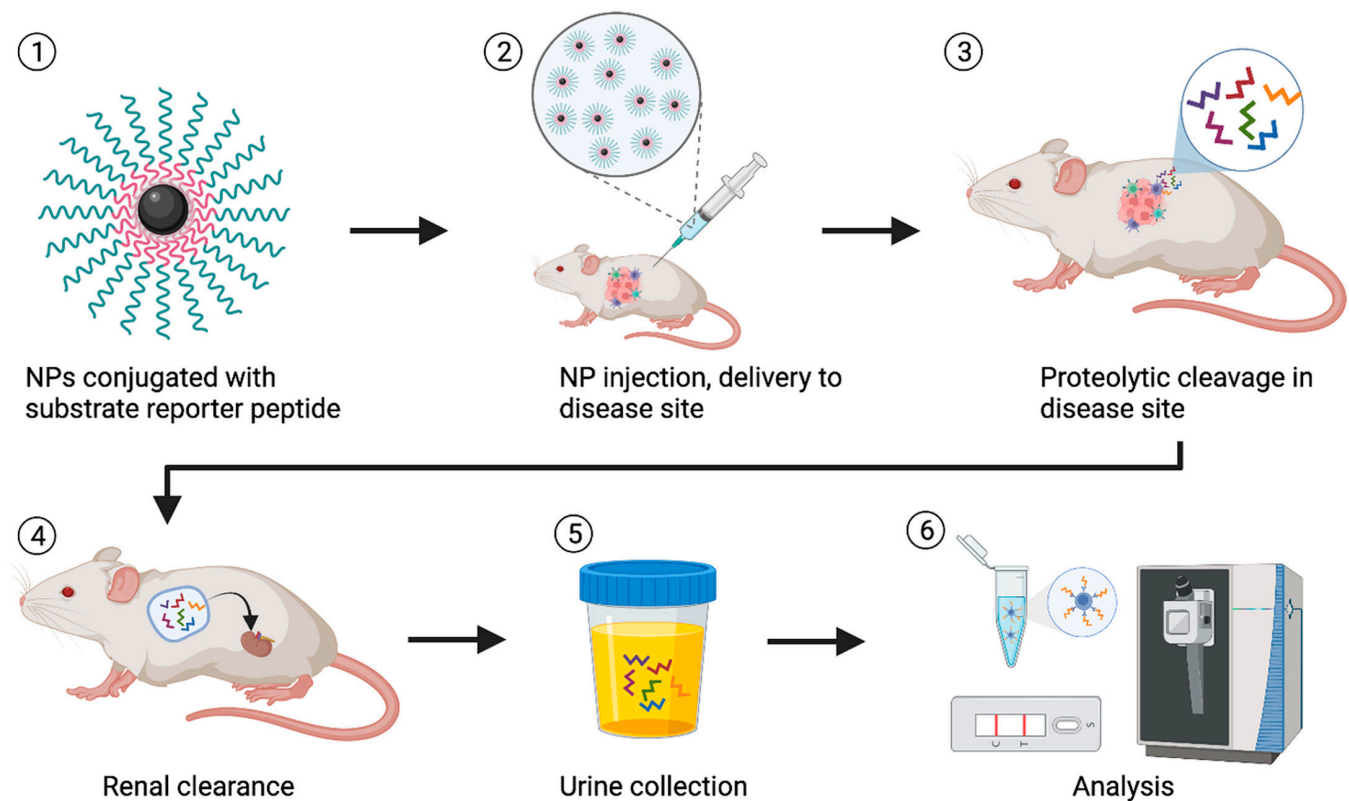 ①
NPs conjugated with
substrate reporter peptide
②
NP injection, delivery to
disease site
③
Proteolytic cleavage in
disease site
④
Renal clearance
⑤
Urine collection
⑥
C
T
S
Analysis